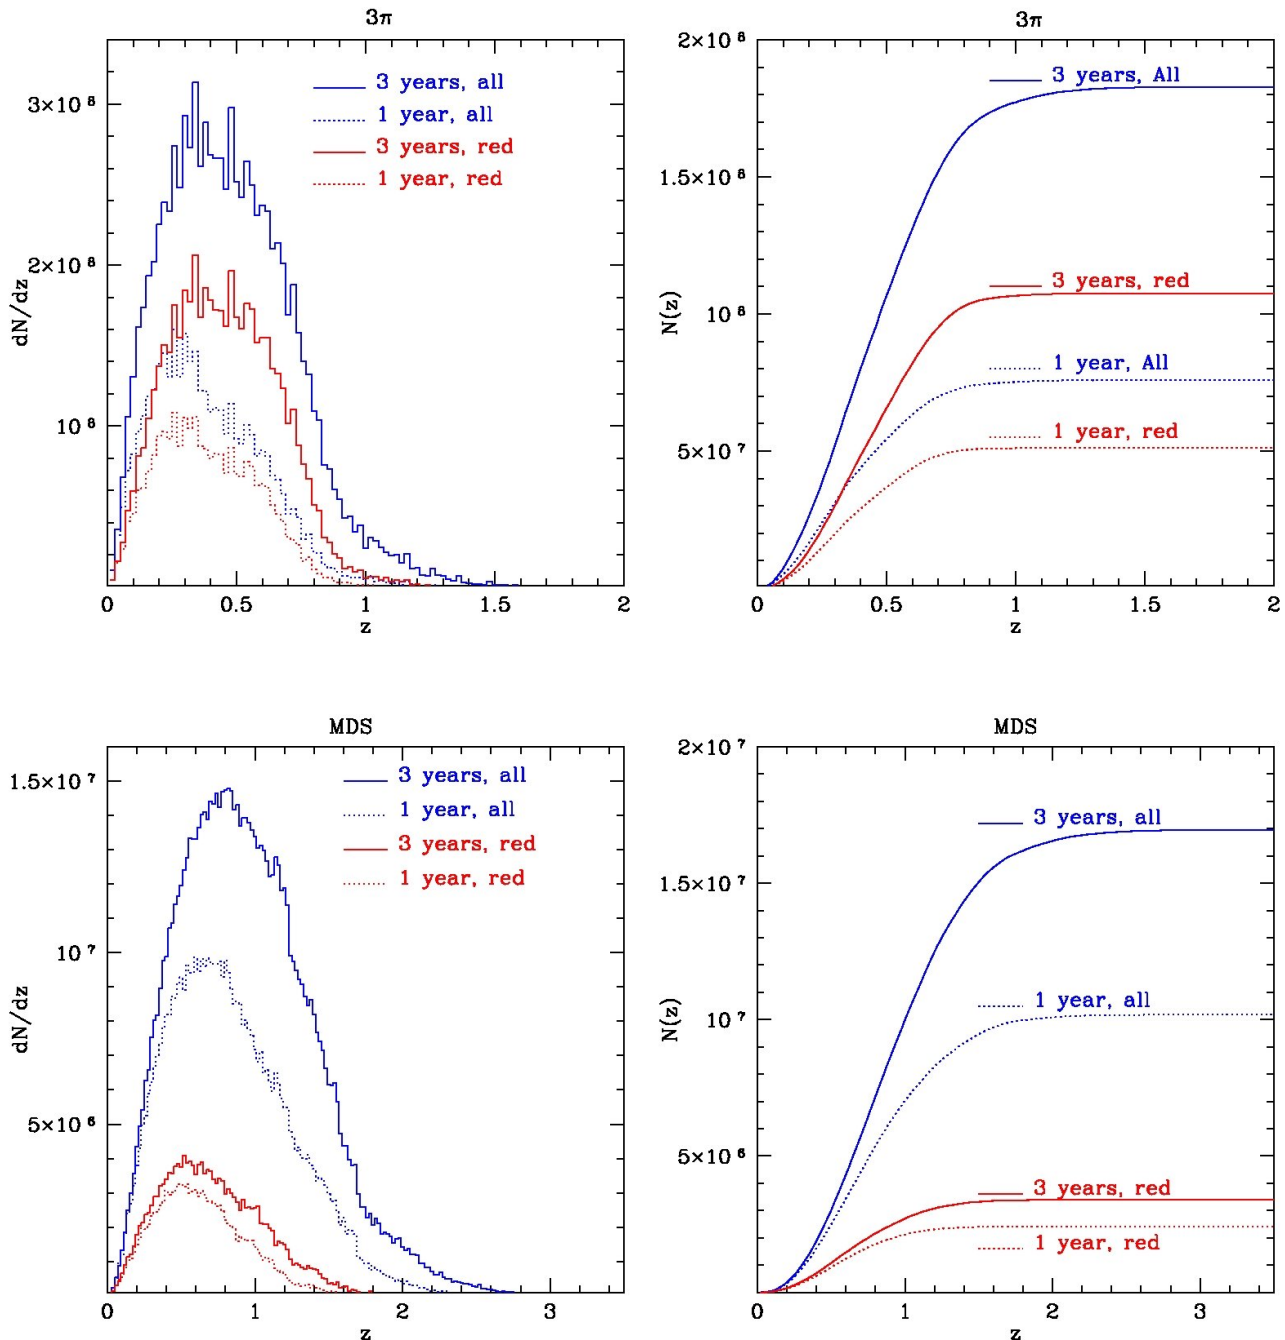 3π
3×10⁸
2×10⁸
10⁸
dN/dz
3 years, all
1 year, all
3 years, red
1 year, red
0 0.5 1 1.5 2
z
3π
2×10⁸
1.5×10⁸
10⁸
5×10⁷
0
N(z)
3 years, All
3 years, red
1 year, All
1 year, red
0 0.5 1 1.5 2
z
MDS
1.5×10⁷
10⁷
5×10⁶
dN/dz
3 years, all
1 year, all
3 years, red
1 year, red
0 1 2 3
z
MDS
2×10⁷
1.5×10⁷
10⁷
5×10⁶
0
N(z)
3 years, all
1 year, all
3 years, red
1 year, red
0 1 2 3
z